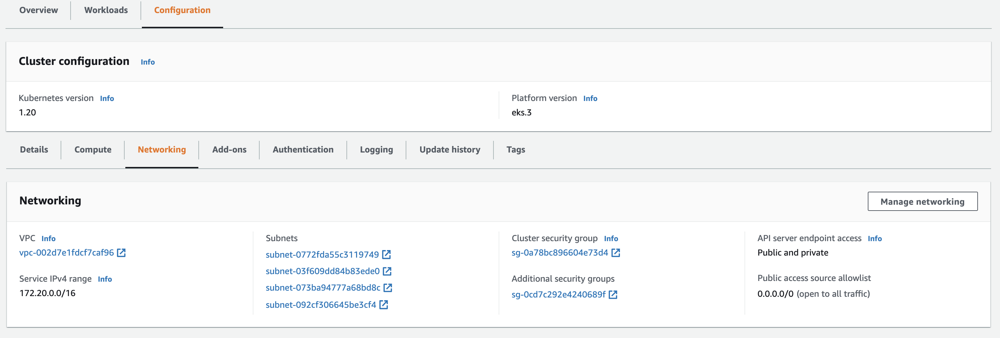 Overview Workloads Configuration
Cluster configuration Info
Kubernetes version Info
1.20
Platform version Info
eks.3
Details Compute Networking Add-ons Authentication Logging Update history Tags
Networking
Manage networking
VPC Info
vpc-002d7e1fdcf7caf96
Service IPv4 range Info
172.20.0.0/16
Subnets
subnet-0772fda55c3119749
subnet-03f609dd84b83ede0
subnet-073ba94777a68bd8c
subnet-092cf306645be3cf4
Cluster security group Info
sg-0a78bc896604e73d4
Additional security groups
sg-0cd7c292e4240689f
API server endpoint access Info
Public and private
Public access source allowlist
0.0.0.0/0 (open to all traffic)